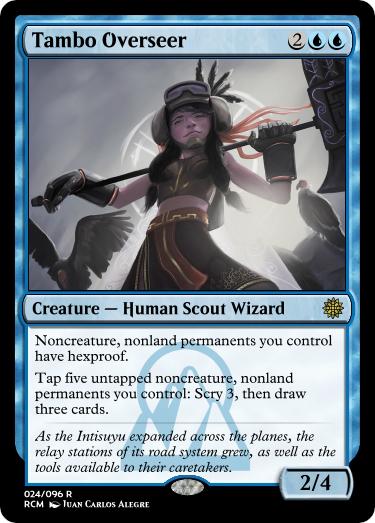 Tambo Overseer 2
Creature — Human Scout Wizard
Noncreature, nonland permanents you control
have hexproof.
Tap five untapped noncreature, nonland
permanents you control: Scry 3, then draw
three cards.
As the Intisuyu expanded across the planes, the
relay stations of its road system grew, as well as the
tools available to their caretakers.
2/4
024/096 R
RCM Juan Carlos Alegre